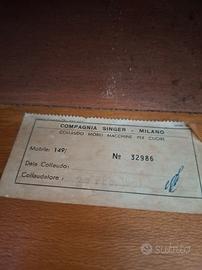 COMPAGNIA SINGER - MILANO
COLLAUDO MOBILI MACCHINE PER CUCIRE
Mobile: 149/
No 32986
Data Collaudo:
Collaudatore :
subito